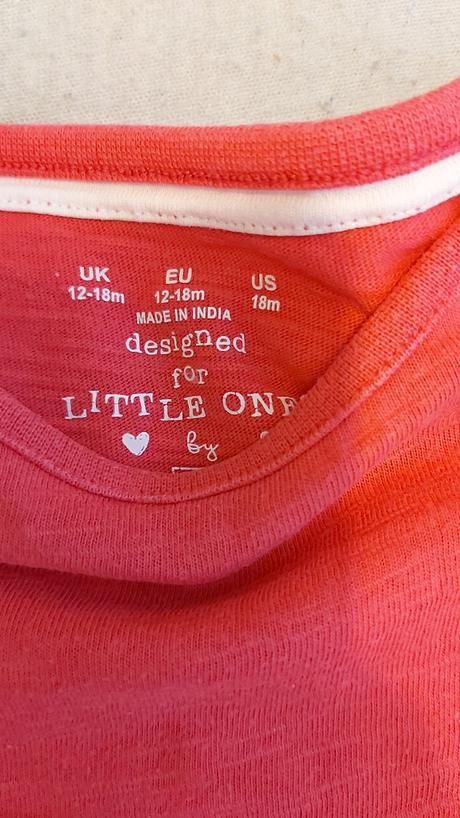 UK EU US
12-18m 12-18m 18m
MADE IN INDIA
designed
for
LITTLE
by